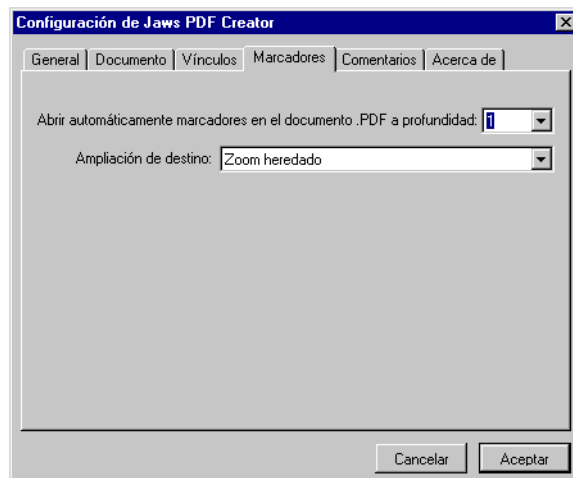 Configuración de Jaws PDF Creator
General Documento Vínculos Marcadores Comentarios Acerca de
Abrir automáticamente marcadores en el documento .PDF a profundidad: 1
Ampliación de destino: Zoom heredado
Cancelar Aceptar